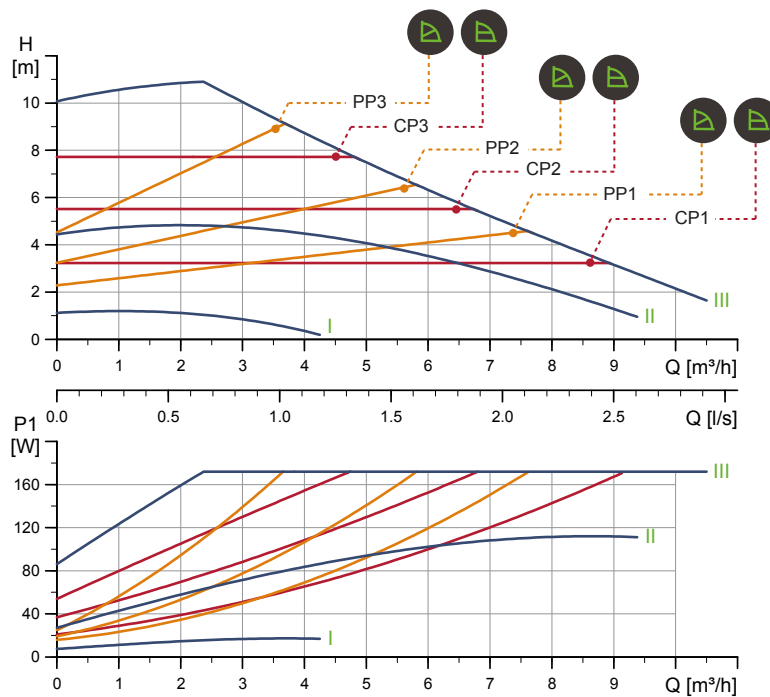 H
[m]
10
8
6
4
2
0
PP3
CP3
PP2
CP2
PP1
CP1
I
II
III
0 1 2 3 4 5 6 7 8 9 Q [m³/h]
0.0 0.5 1.0 1.5 2.0 2.5 Q [l/s]
P1
[W]
160
120
80
40
0
III
II
I
0 1 2 3 4 5 6 7 8 9 Q [m³/h]